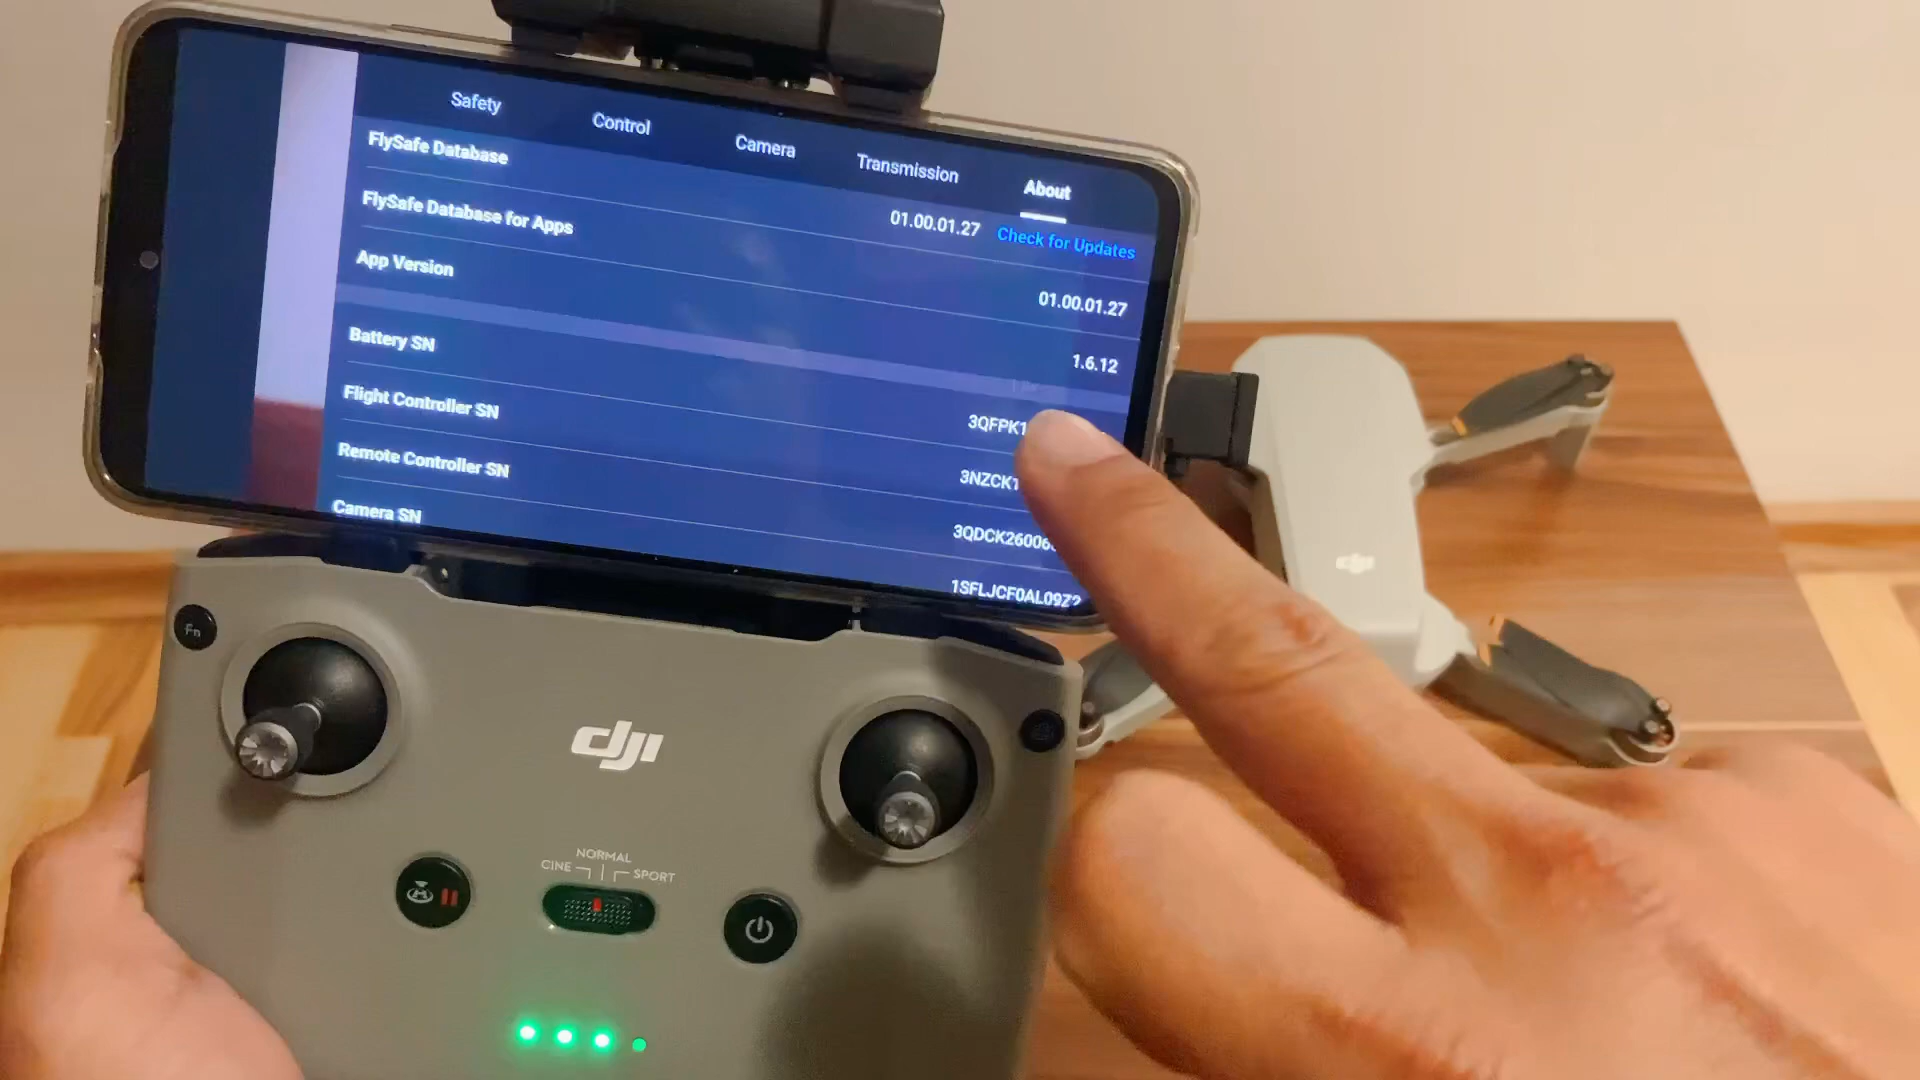 Safety Control Camera Transmission About
FlySafe Database 01.00.01.27 Check for Updates
FlySafe Database for Apps 01.00.01.27
App Version 1.6.12
Battery SN 3QFPK1
Flight Controller SN 3NZCK1
Remote Controller SN 3QDCK26006
Camera SN 1SFLJCF0AL09Z2
Fn
dji
NORMAL
CINE SPORT
dji